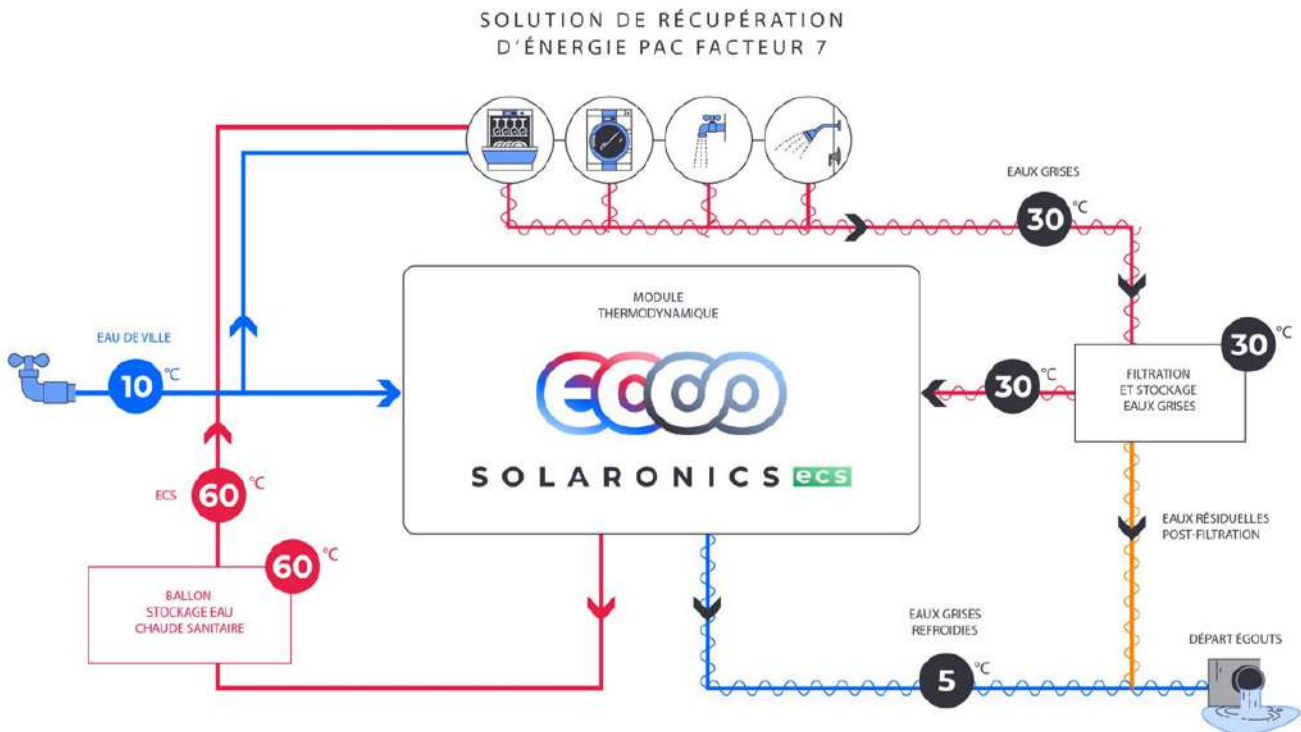 SOLUTION DE RÉCUPÉRATION
D'ÉNERGIE PAC FACTEUR 7
EAUX GRISES
30 °C
MODULE
THERMODYNAMIQUE
EAU DE VILLE
10 °C
30 °C
30 °C
FILTRATION
ET STOCKAGE
EAUX GRISES
ecoo
SOLARONICS ecs
ECS
60 °C
60 °C
BALLON
STOCKAGE EAU
CHAUDE SANITAIRE
EAUX RÉSIDUELLES
POST-FILTRATION
EAUX GRISES
REFROIDIES
5 °C
DÉPART ÉGOUTS